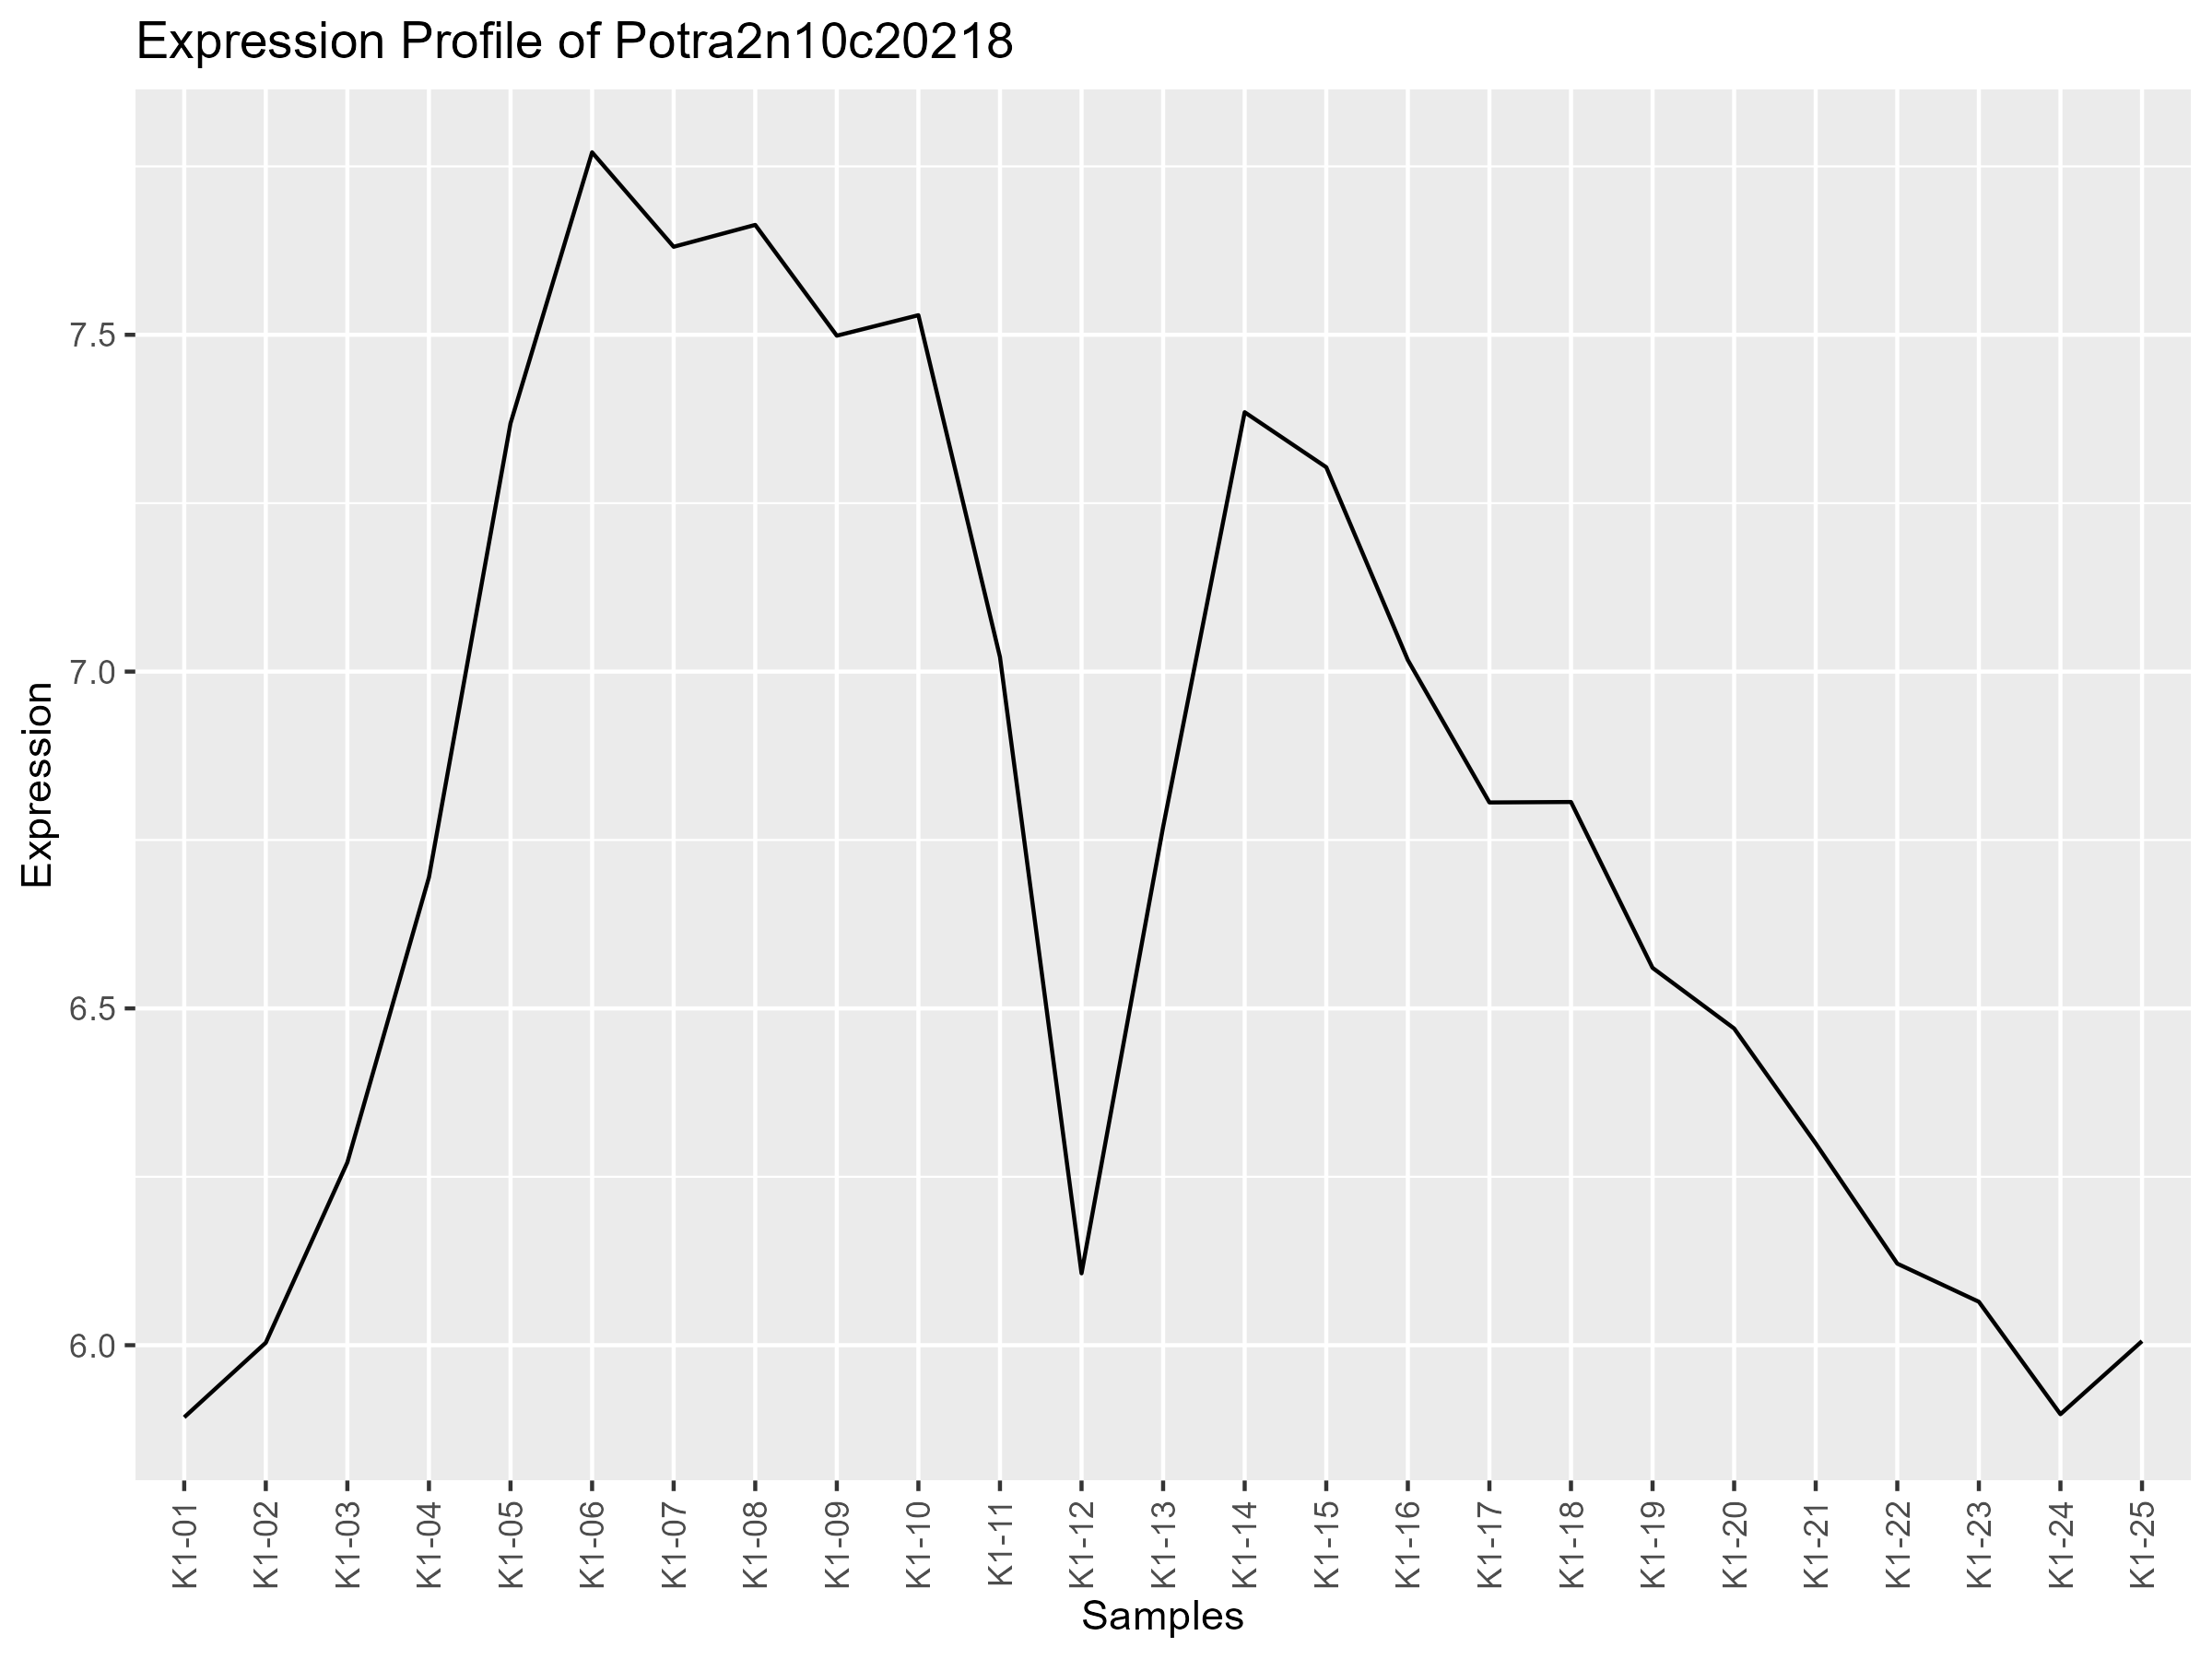 Expression Profile of Potra2n10c20218
Expression
7.5
7.0
6.5
6.0
K1-01
K1-02
K1-03
K1-04
K1-05
K1-06
K1-07
K1-08
K1-09
K1-10
K1-11
K1-12
K1-13
K1-14
K1-15
K1-16
K1-17
K1-18
K1-19
K1-20
K1-21
K1-22
K1-23
K1-24
K1-25
Samples